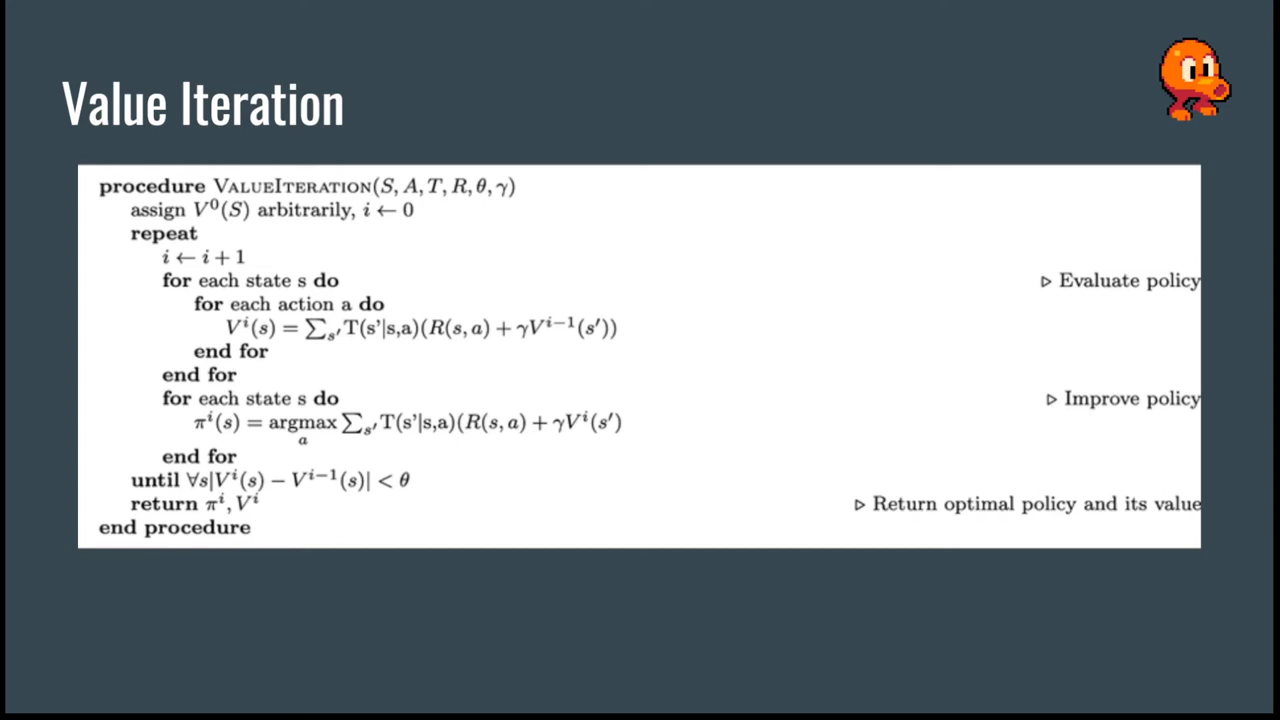 Value Iteration
procedure VALUEITERATION(S, A, T, R, θ, γ)
assign V⁰(S) arbitrarily, i ← 0
repeat
i ← i + 1
for each state s do ▷ Evaluate policy
for each action a do
Vⁱ(s) = ∑ₛ′ T(s'|s,a)(R(s, a) + γVⁱ⁻¹(s′))
end for
end for
for each state s do ▷ Improve policy
πⁱ(s) = argmax ∑ₛ′ T(s'|s,a)(R(s, a) + γVⁱ(s′)
a
end for
until ∀s|Vⁱ(s) − Vⁱ⁻¹(s)| < θ
return πⁱ, Vⁱ ▷ Return optimal policy and its value
end procedure